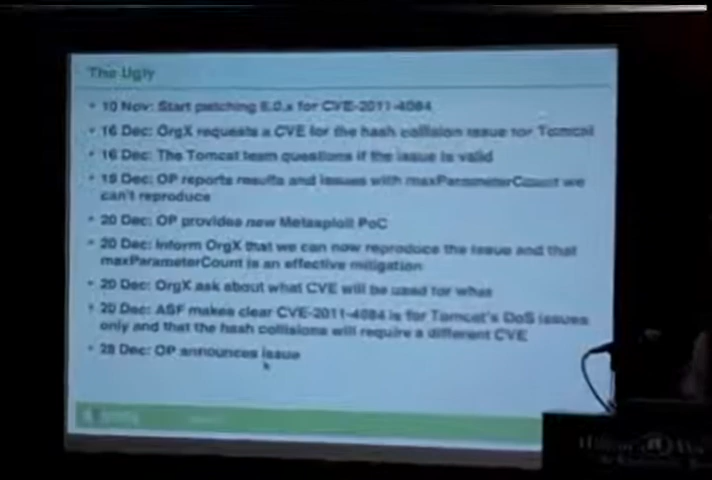 The Ugly
• 10 Nov: Start patching 6.0.x for CVE-2011-4084
• 16 Dec: OrgX requests a CVE for the hash collision issue for Tomcat
• 16 Dec: The Tomcat team questions if the issue is valid
• 19 Dec: OP reports results and issues with maxParameterCount we
can't reproduce
• 20 Dec: OP provides new Metasploit PoC
• 20 Dec: Inform OrgX that we can now reproduce the issue and that
maxParameterCount is an effective mitigation
• 20 Dec: OrgX ask about what CVE will be used for what
• 20 Dec: ASF makes clear CVE-2011-4084 is for Tomcat's DoS issues
only and that the hash collisions will require a different CVE
• 28 Dec: OP announces issue